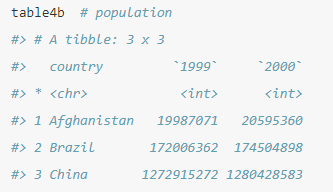 table4b  # population
#> # A tibble: 3 x 3
#>   country         `1999`     `2000`
#> * <chr>            <int>      <int>
#> 1 Afghanistan   19987071   20595360
#> 2 Brazil       172006362  174504898
#> 3 China       1272915272 1280428583